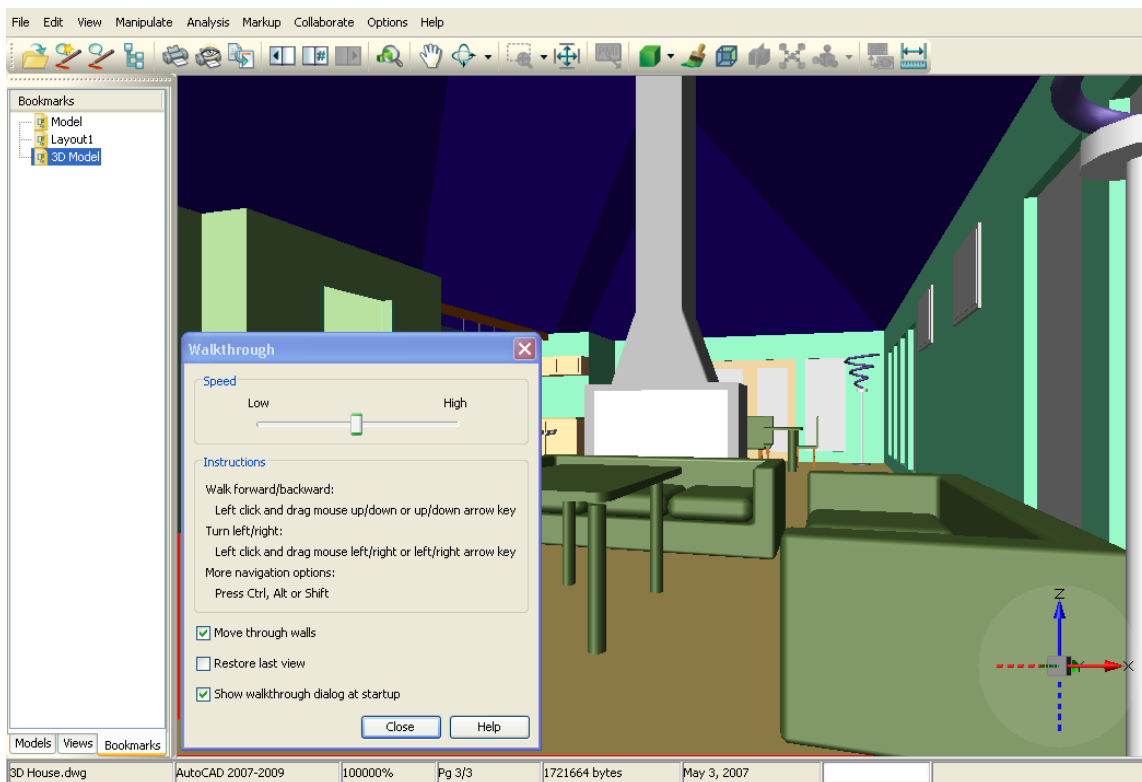 File Edit View Manipulate Analysis Markup Collaborate Options Help
#
PMI
Bookmarks
Model
Layout1
3D Model
Walkthrough
Speed
Low High
Instructions
Walk forward/backward:
Left click and drag mouse up/down or up/down arrow key
Turn left/right:
Left click and drag mouse left/right or left/right arrow key
More navigation options:
Press Ctrl, Alt or Shift
Move through walls
Restore last view
Show walkthrough dialog at startup
Close Help
Z
Y X
Models Views Bookmarks
3D House.dwg AutoCAD 2007-2009 100000% Pg 3/3 1721664 bytes May 3, 2007